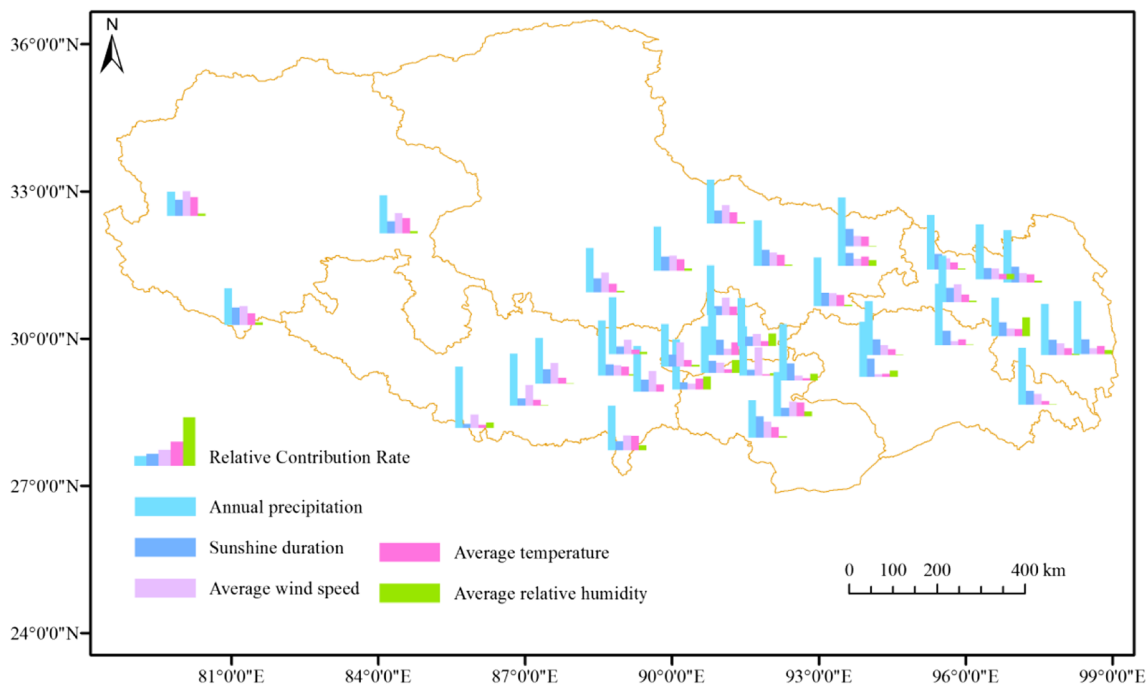 N
36°0'0"N
33°0'0"N
30°0'0"N
27°0'0"N
24°0'0"N
Relative Contribution Rate
Annual precipitation
Sunshine duration
Average temperature
Average wind speed
Average relative humidity
0 100 200 400 km
81°0'0"E 84°0'0"E 87°0'0"E 90°0'0"E 93°0'0"E 96°0'0"E 99°0'0"E